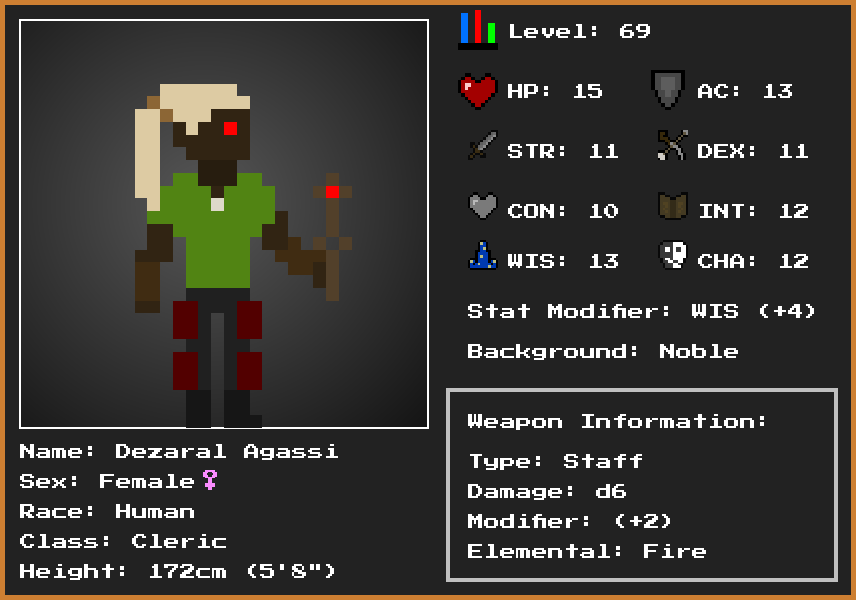 Level: 69
HP: 15
AC: 13
STR: 11
DEX: 11
CON: 10
INT: 12
WIS: 13
CHA: 12
Stat Modifier: WIS (+4)
Background: Noble
Weapon Information:
Type: Staff
Damage: d6
Modifier: (+2)
Elemental: Fire
Name: Dezaral Agassi
Sex: Female♀
Race: Human
Class: Cleric
Height: 172cm (5'8")